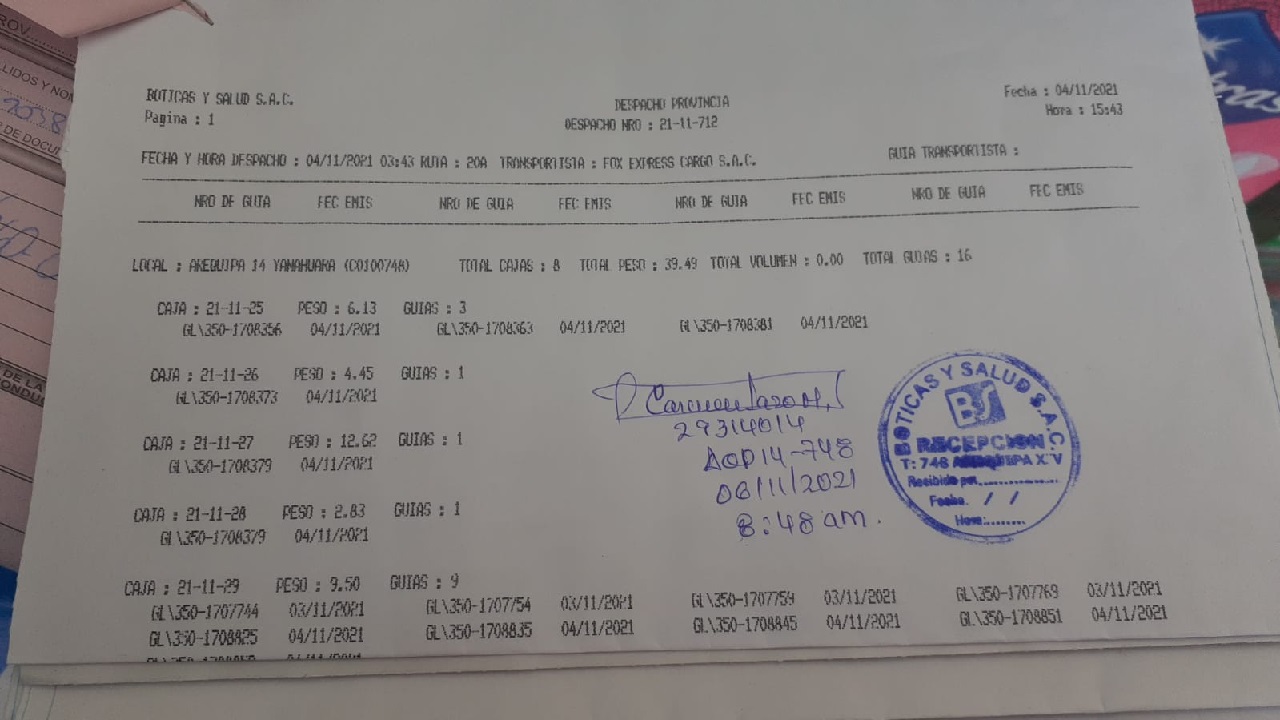 BOTICAS Y SALUD S.A.C.
Pagina : 1
DESPACHO PROVINCIA
DESPACHO NRO : 21-11-712
Fecha : 04/11/2021
Hora : 15:43
FECHA Y HORA DESPACHO : 04/11/2021 03:43 RUTA : 20A TRANSPORTISTA : FOX EXPRESS CARGO S.A.C. GUIA TRANSPORTISTA :
NRO DE GUIA FEC EMIS NRO DE GUIA FEC EMIS NRO DE GUIA FEC EMIS NRO DE GUIA FEC EMIS
LOCAL : AREQUIPA 14 YANAHUARA (C0100748) TOTAL CAJAS : 8 TOTAL PESO : 39.49 TOTAL VOLUMEN : 0.00 TOTAL GUIAS : 16
CAJA : 21-11-25 PESO : 6.13 GUIAS : 3
GL\350-1708356 04/11/2021 GL\350-1708363 04/11/2021 GL\350-1708381 04/11/2021
CAJA : 21-11-26 PESO : 4.45 GUIAS : 1
GL\350-1708373 04/11/2021
CAJA : 21-11-27 PESO : 12.62 GUIAS : 1
GL\350-1708379 04/11/2021
CAJA : 21-11-28 PESO : 2.83 GUIAS : 1
GL\350-1708379 04/11/2021
CAJA : 21-11-29 PESO : 9.50 GUIAS : 9
GL\350-1707744 03/11/2021 GL\350-1707754 03/11/2021 GL\350-1707759 03/11/2021 GL\350-1707769 03/11/2021
GL\350-1708825 04/11/2021 GL\350-1708835 04/11/2021 GL\350-1708845 04/11/2021 GL\350-1708851 04/11/2021
29314014
AQP14-748
06/11/2021
8:48 am.
BOTICAS Y SALUD S.A.C.
BS
RECEPCION
T: 748 AREQUIPA XIV
Recibido por
Fecha. / /
Hora: